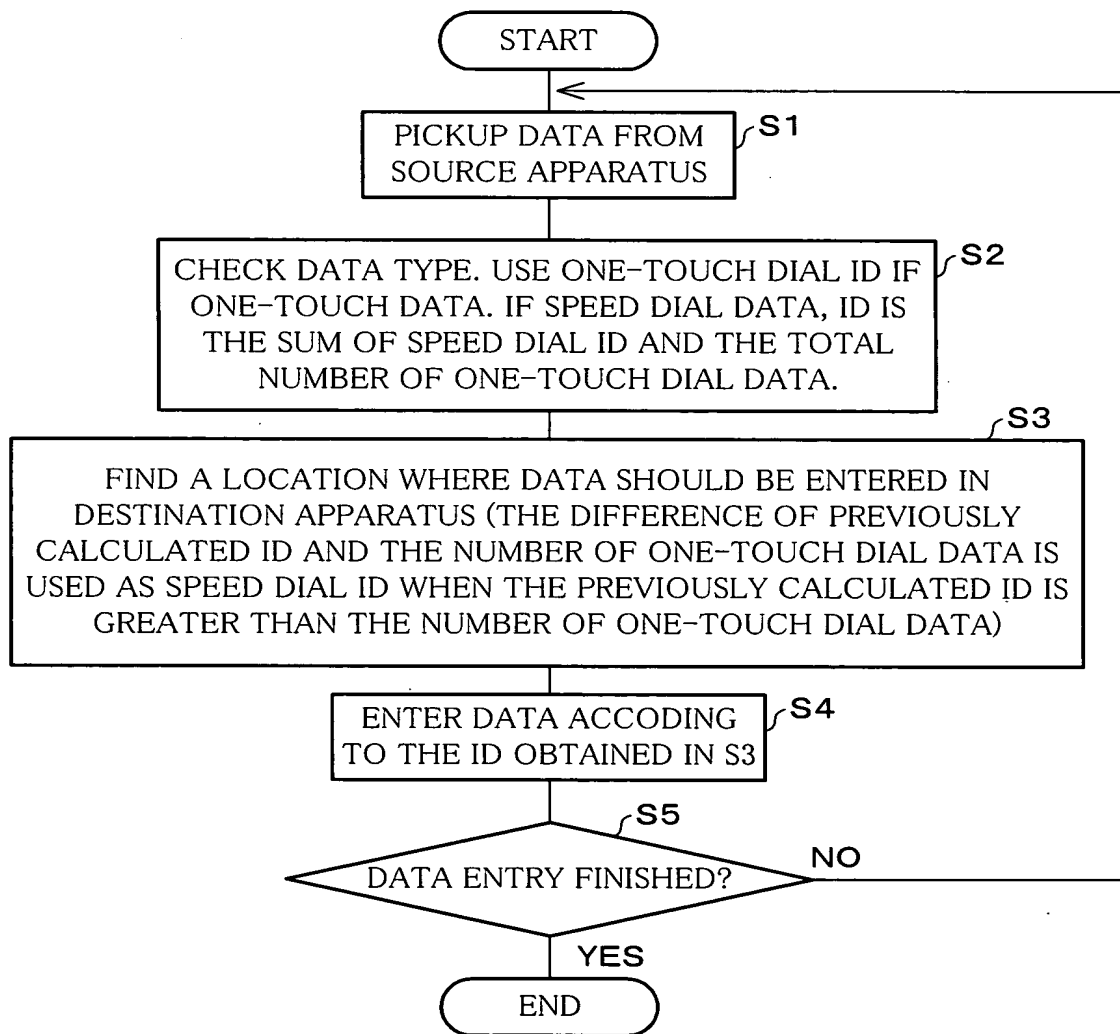 START
PICKUP DATA FROM
SOURCE APPARATUS
S1
CHECK DATA TYPE. USE ONE-TOUCH DIAL ID IF
ONE-TOUCH DATA. IF SPEED DIAL DATA, ID IS
THE SUM OF SPEED DIAL ID AND THE TOTAL
NUMBER OF ONE-TOUCH DIAL DATA.
S2
FIND A LOCATION WHERE DATA SHOULD BE ENTERED IN
DESTINATION APPARATUS (THE DIFFERENCE OF PREVIOUSLY
CALCULATED ID AND THE NUMBER OF ONE-TOUCH DIAL DATA IS
USED AS SPEED DIAL ID WHEN THE PREVIOUSLY CALCULATED ID IS
GREATER THAN THE NUMBER OF ONE-TOUCH DIAL DATA)
S3
ENTER DATA ACCODING
TO THE ID OBTAINED IN S3
S4
DATA ENTRY FINISHED?
S5
NO
YES
END